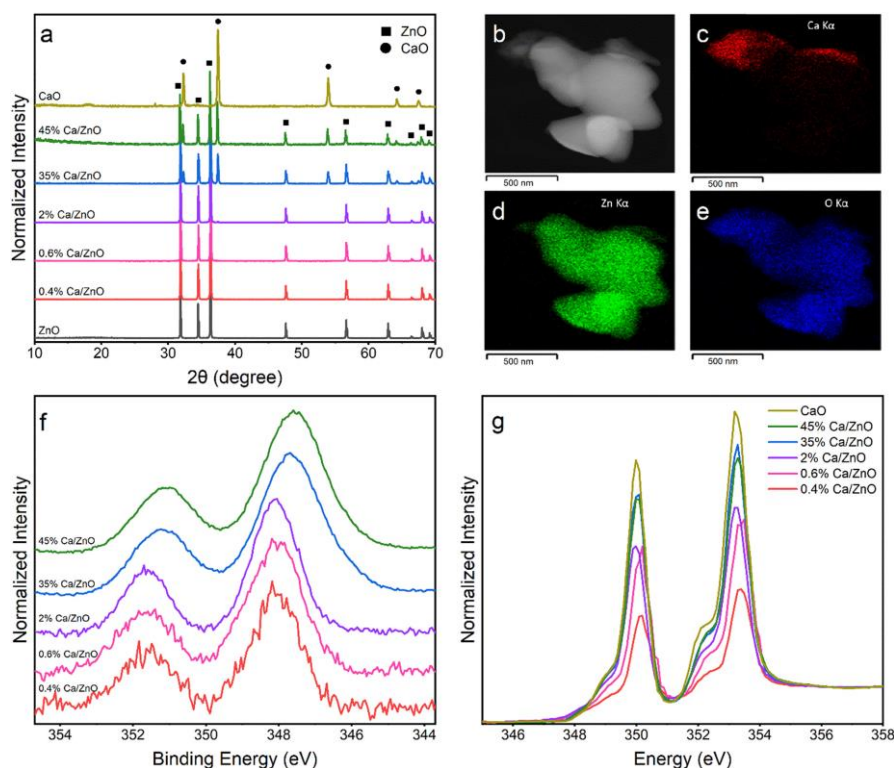 a
■ ZnO
● CaO
CaO
45% Ca/ZnO
35% Ca/ZnO
2% Ca/ZnO
0.6% Ca/ZnO
0.4% Ca/ZnO
ZnO
Normalized Intensity
10 20 30 40 50 60 70
2θ (degree)
b
500 nm
c
Ca Kα
500 nm
d
Zn Kα
500 nm
e
O Kα
500 nm
f
45% Ca/ZnO
35% Ca/ZnO
2% Ca/ZnO
0.6% Ca/ZnO
0.4% Ca/ZnO
Normalized Intensity
354 352 350 348 346 344
Binding Energy (eV)
g
CaO
45% Ca/ZnO
35% Ca/ZnO
2% Ca/ZnO
0.6% Ca/ZnO
0.4% Ca/ZnO
Normalized Intensity
346 348 350 352 354 356 358
Energy (eV)